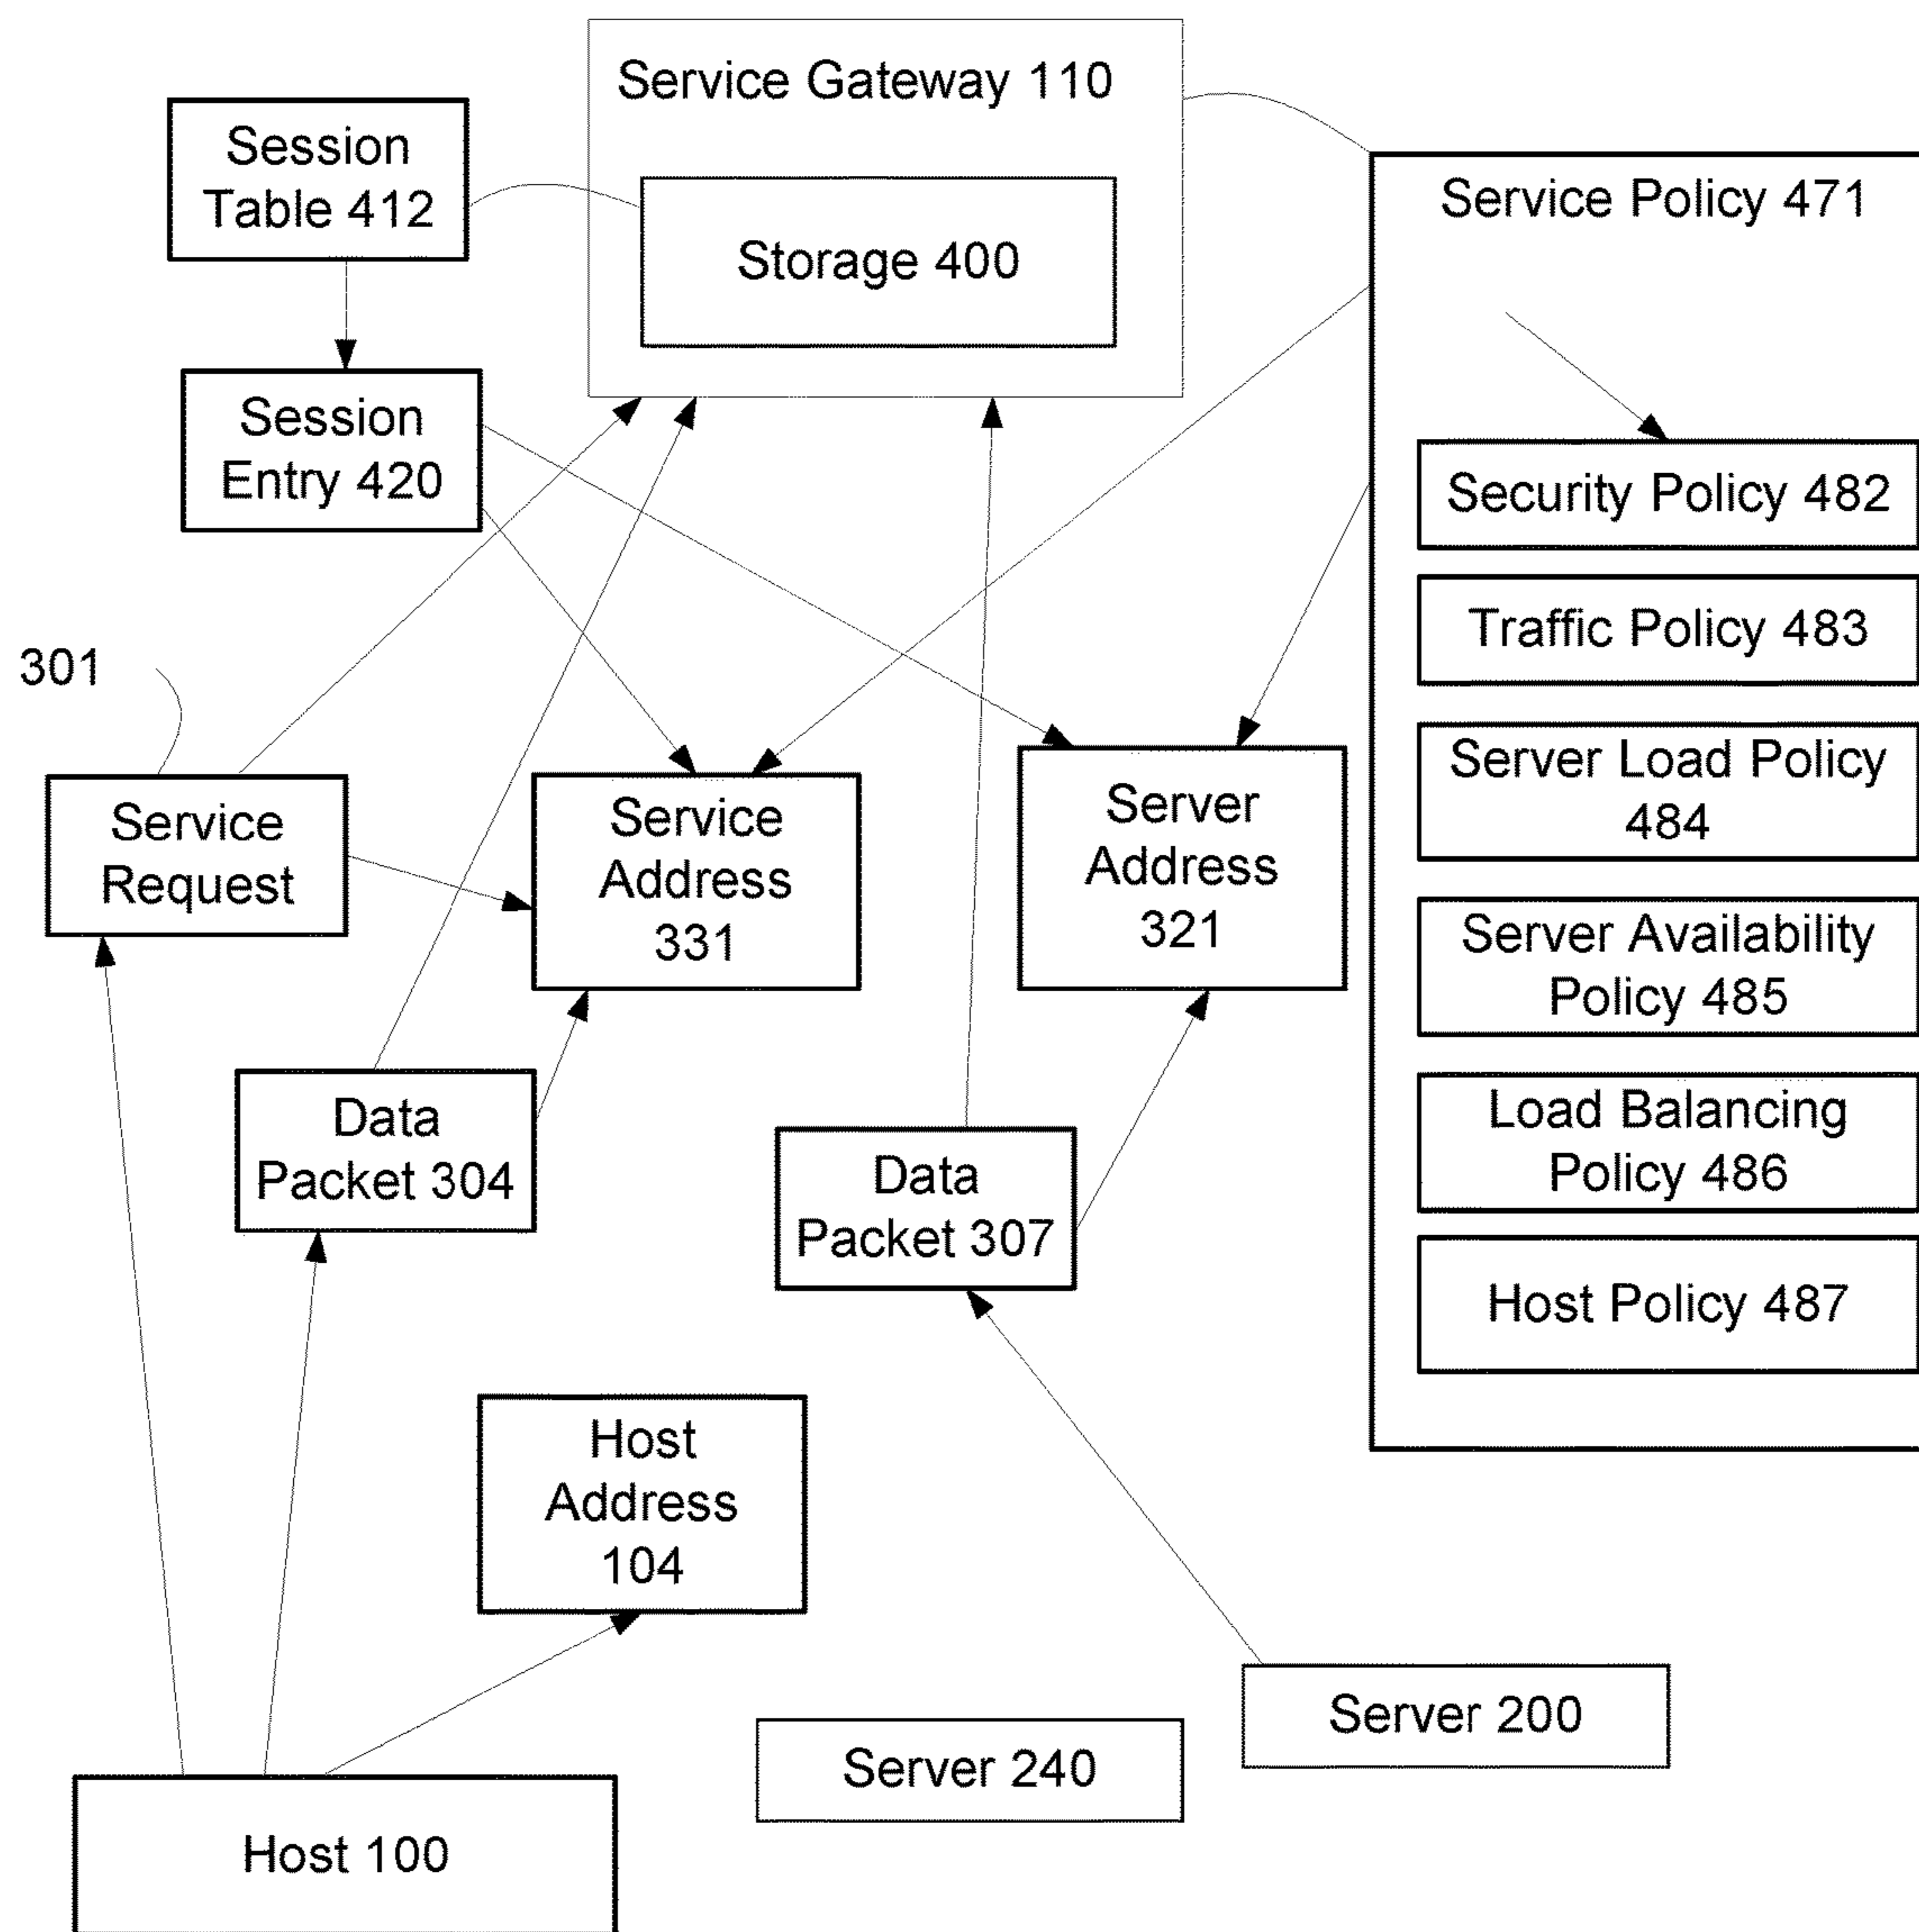 Service Gateway 110
Session
Table 412
Storage 400
Service Policy 471
Session
Entry 420
Security Policy 482
Traffic Policy 483
301
Server Load Policy
484
Service
Request
Service
Address
331
Server
Address
321
Server Availability
Policy 485
Data
Packet 304
Data
Packet 307
Load Balancing
Policy 486
Host Policy 487
Host
Address
104
Server 200
Server 240
Host 100